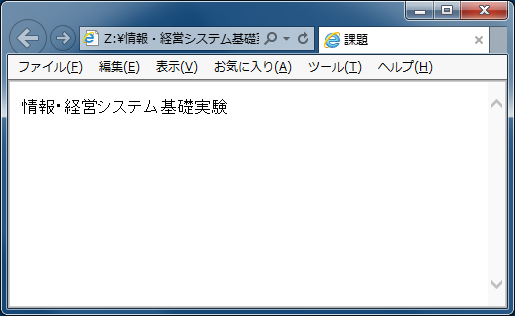 Z:¥情報・経営システム基礎
課題
ファイル(F) 編集(E) 表示(V) お気に入り(A) ツール(T) ヘルプ(H)
情報・経営システム基礎実験